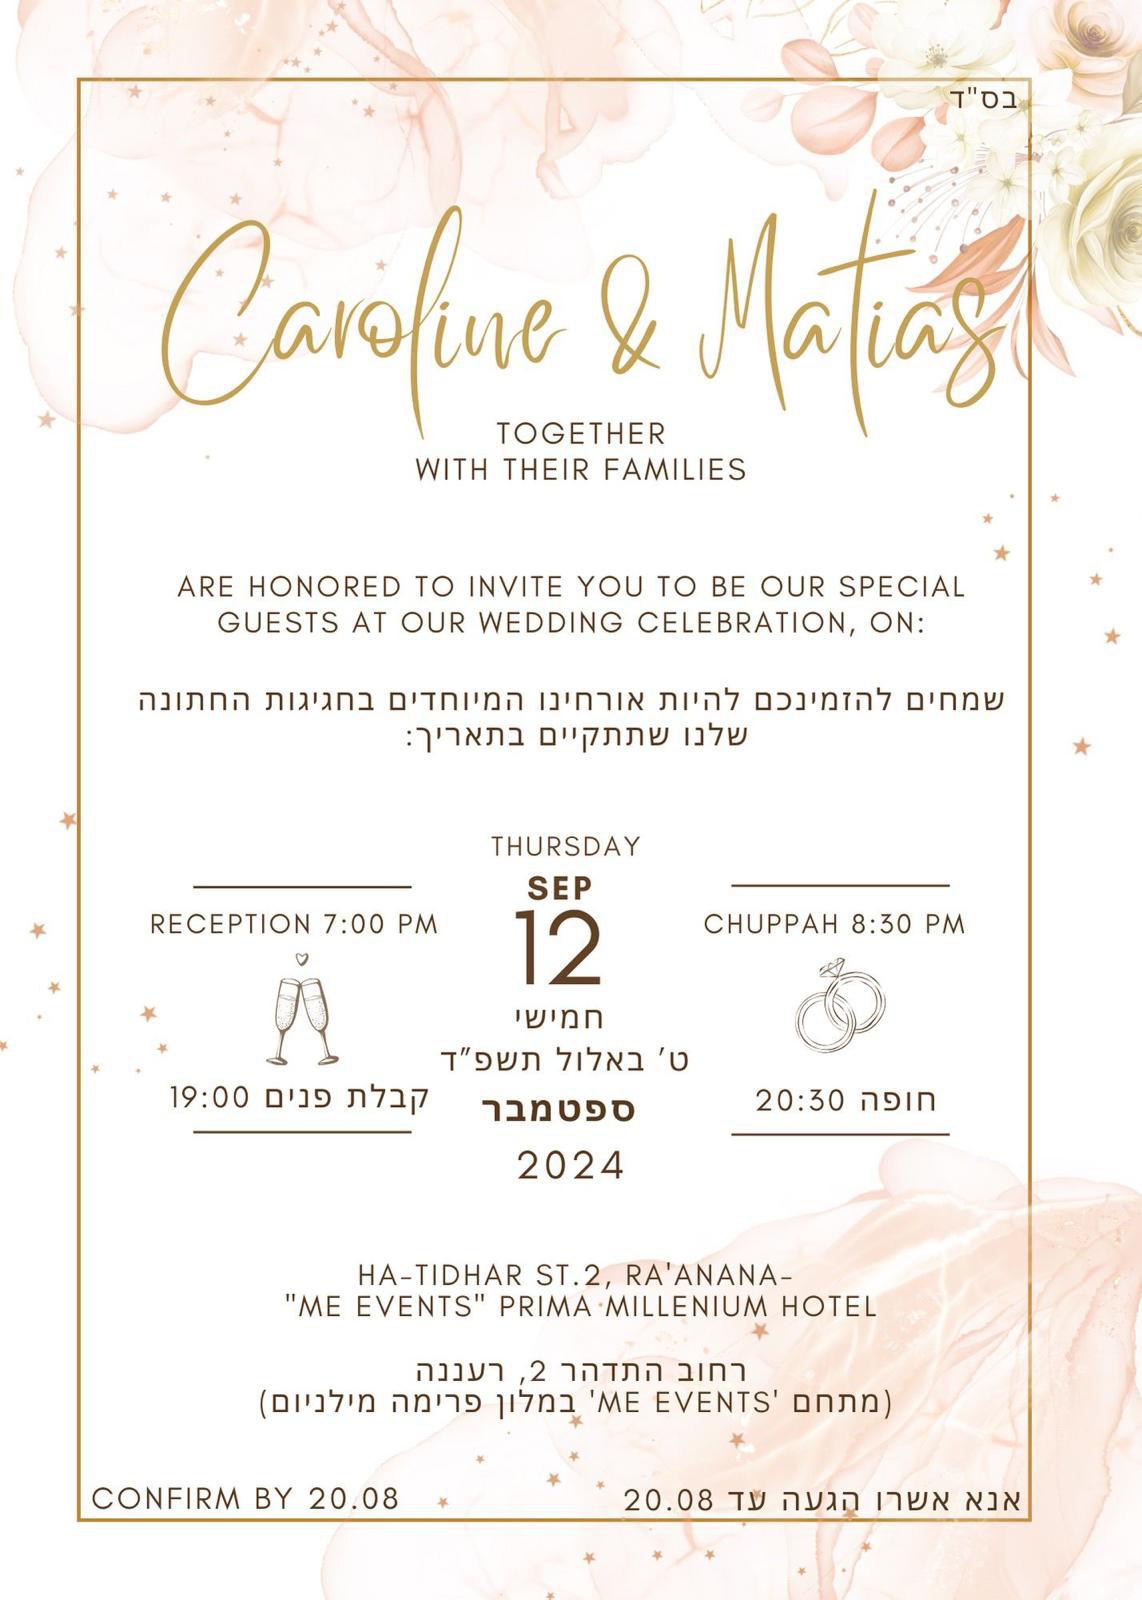 בס"ד
Caroline & Matias
TOGETHER
WITH THEIR FAMILIES
ARE HONORED TO INVITE YOU TO BE OUR SPECIAL
GUESTS AT OUR WEDDING CELEBRATION, ON:
שמחים להזמינכם להיות אורחינו המיוחדים בחגיגות החתונה
שלנו שתתקיים בתאריך:
THURSDAY
SEP
12
חמישי
ט' באלול תשפ"ד
ספטמבר
2024
RECEPTION 7:00 PM
קבלת פנים 19:00
CHUPPAH 8:30 PM
חופה 20:30
HA-TIDHAR ST.2, RA'ANANA-
"ME EVENTS" PRIMA MILLENIUM HOTEL
רחוב התדהר 2, רעננה
(מתחם 'ME EVENTS' במלון פרימה מילניום)
CONFIRM BY 20.08
אנא אשרו הגעה עד 20.08